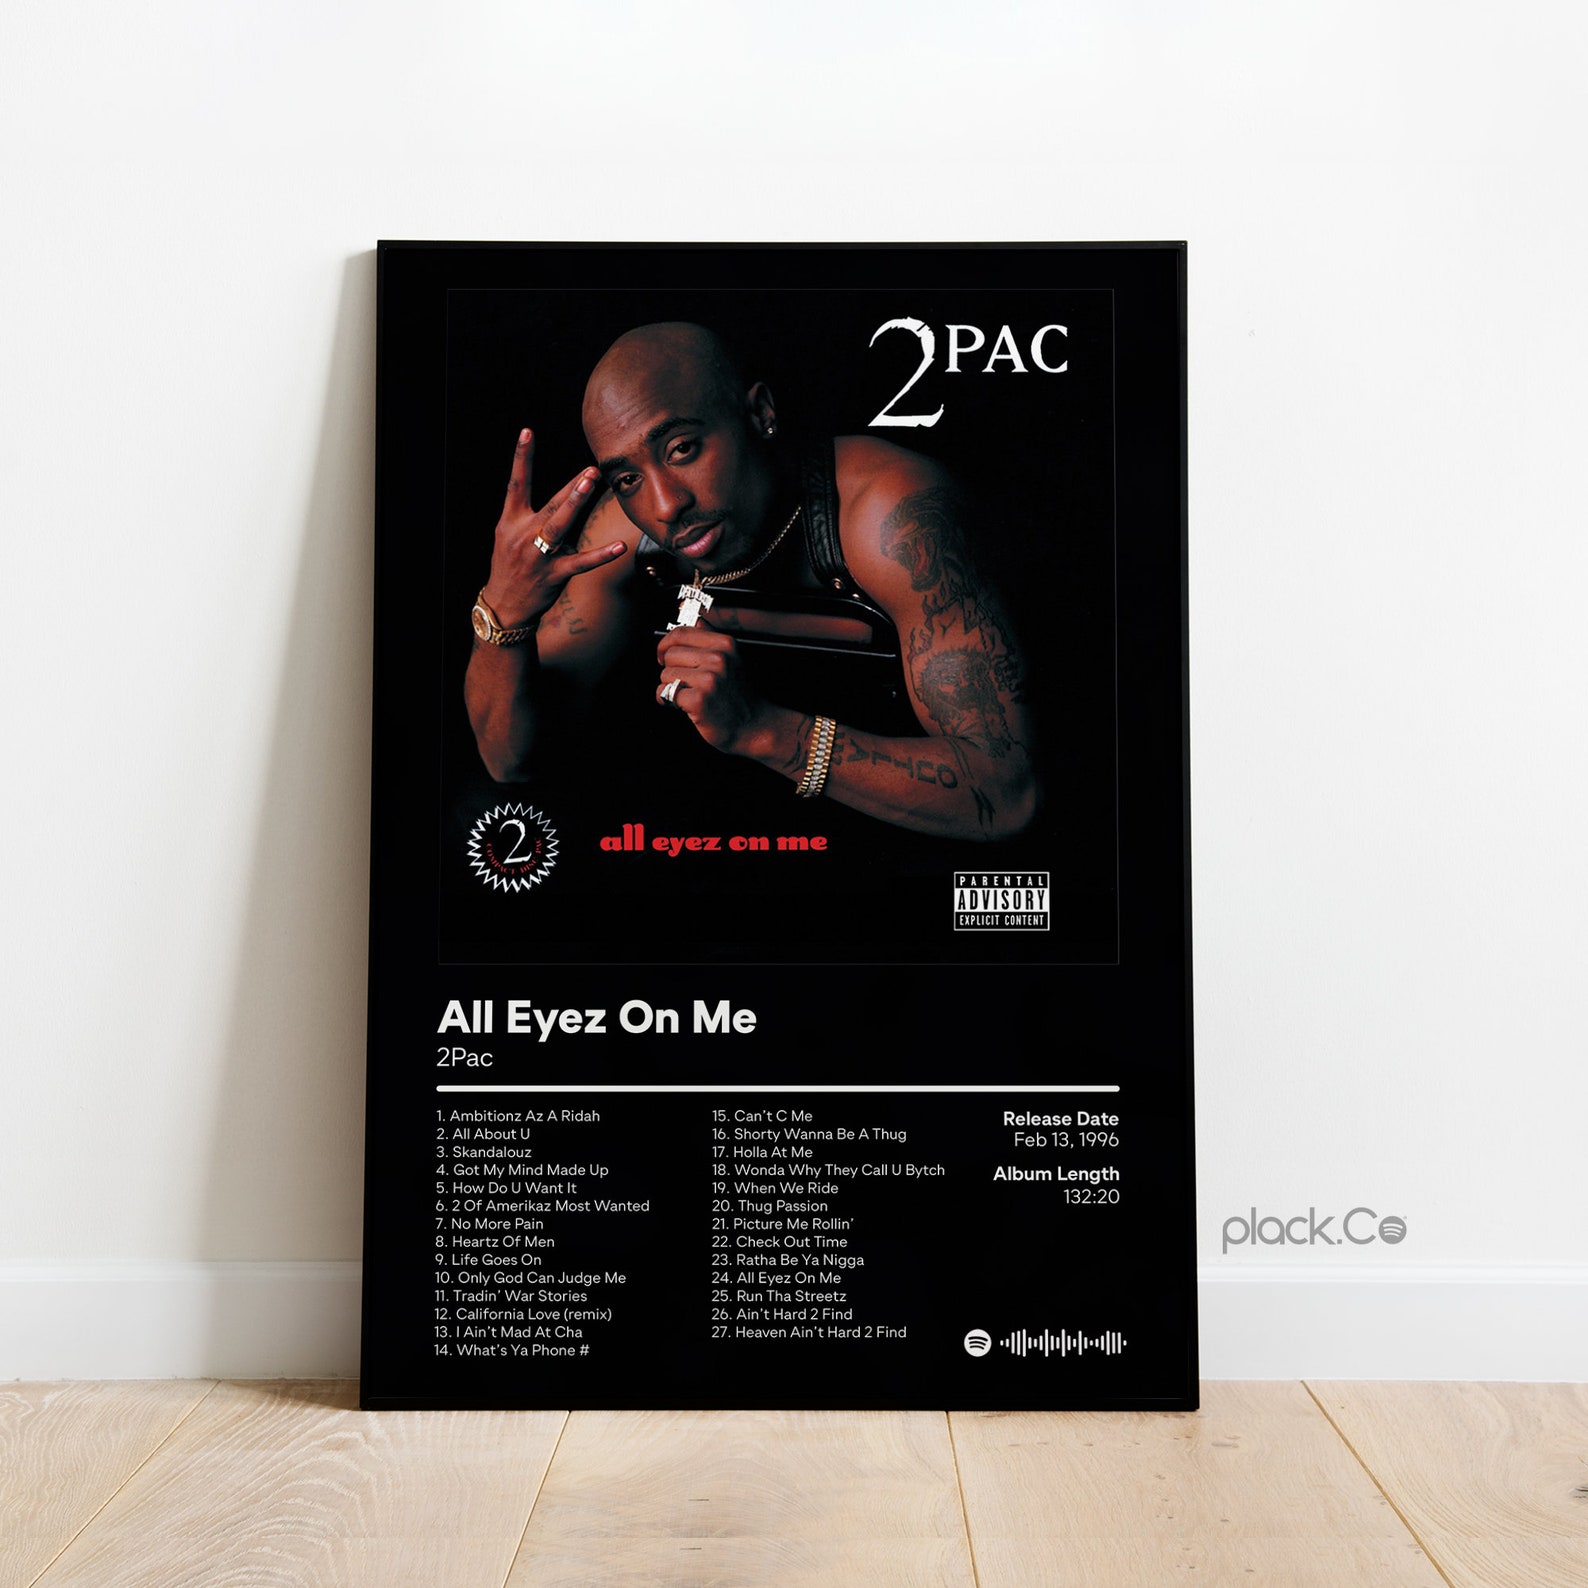 2PAC
2
COMPACT DISC PAC
all eyez on me
PARENTAL
ADVISORY
EXPLICIT CONTENT
OUTLAW
All Eyez On Me
2Pac
1. Ambitionz Az A Ridah
2. All About U
3. Skandalouz
4. Got My Mind Made Up
5. How Do U Want It
6. 2 Of Amerikaz Most Wanted
7. No More Pain
8. Heartz Of Men
9. Life Goes On
10. Only God Can Judge Me
11. Tradin’ War Stories
12. California Love (remix)
13. I Ain’t Mad At Cha
14. What’s Ya Phone #
15. Can’t C Me
16. Shorty Wanna Be A Thug
17. Holla At Me
18. Wonda Why They Call U Bytch
19. When We Ride
20. Thug Passion
21. Picture Me Rollin’
22. Check Out Time
23. Ratha Be Ya Nigga
24. All Eyez On Me
25. Run Tha Streetz
26. Ain’t Hard 2 Find
27. Heaven Ain’t Hard 2 Find
Release Date
Feb 13, 1996
Album Length
132:20
plack.Co